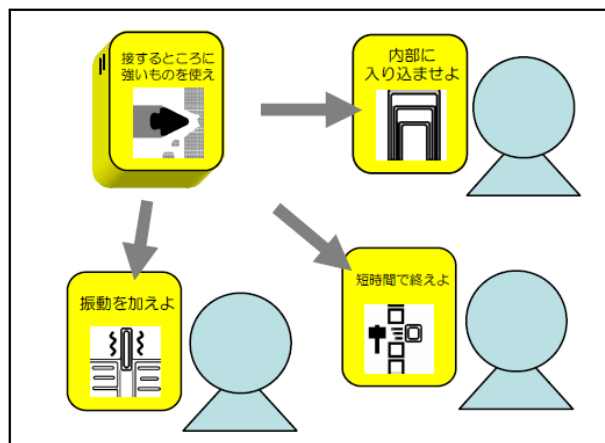 接するところに
強いものを使え
内部に
入り込ませよ
振動を加えよ
短時間で終えよ